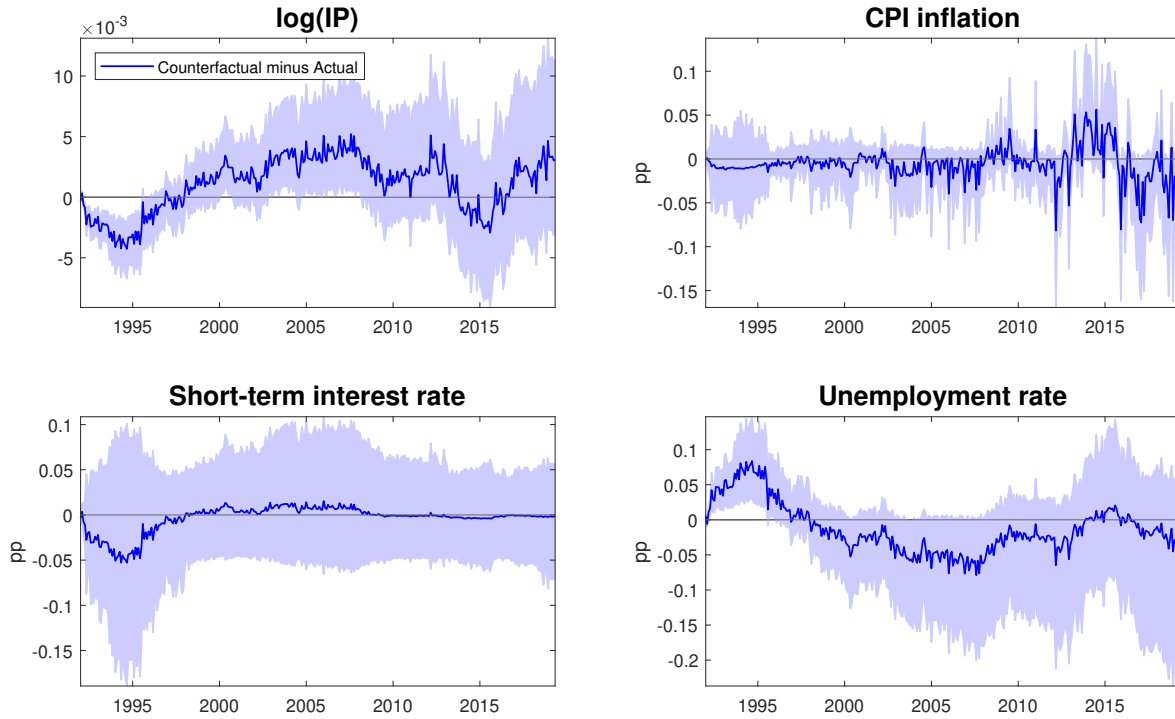 log(IP)
×10⁻³
10
5
0
-5
Counterfactual minus Actual
1995 2000 2005 2010 2015
CPI inflation
pp
0.1
0.05
0
-0.05
-0.1
-0.15
1995 2000 2005 2010 2015
Short-term interest rate
pp
0.1
0.05
0
-0.05
-0.1
-0.15
1995 2000 2005 2010 2015
Unemployment rate
pp
0.1
0.05
0
-0.05
-0.1
-0.15
-0.2
1995 2000 2005 2010 2015